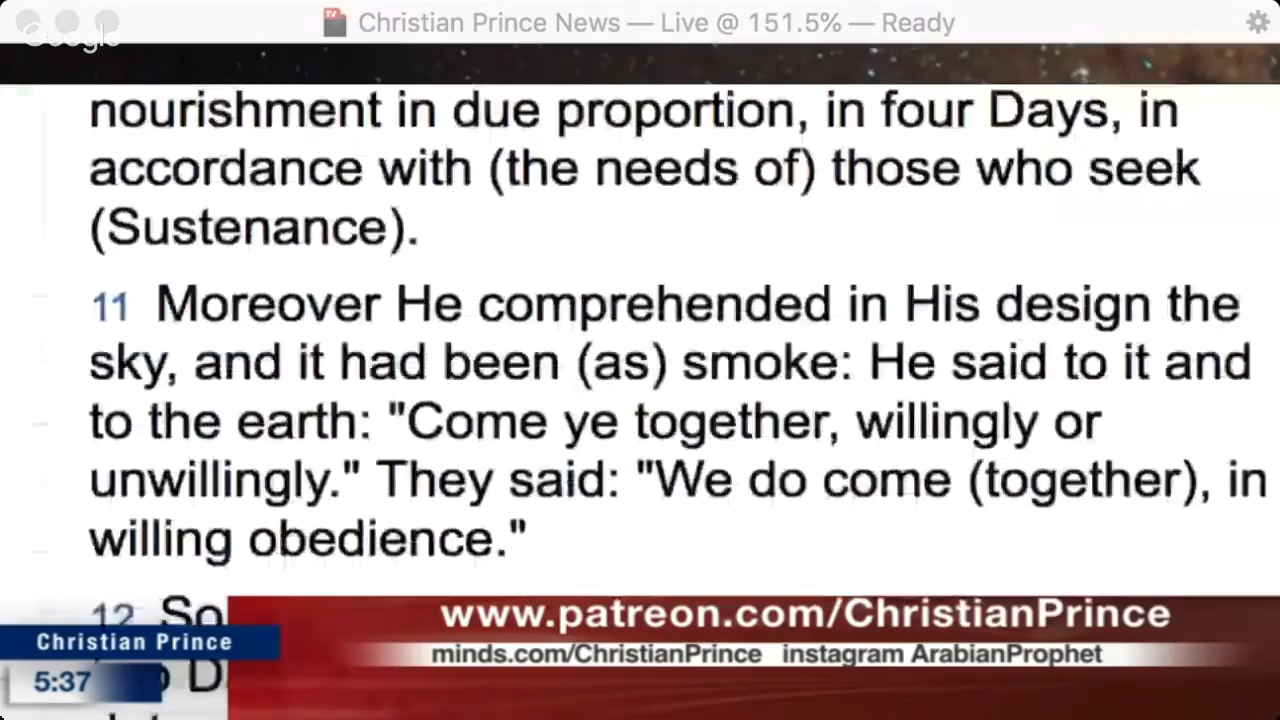 Christian Prince News — Live @ 151.5% — Ready
Google
nourishment in due proportion, in four Days, in
accordance with (the needs of) those who seek
(Sustenance).
11 Moreover He comprehended in His design the
sky, and it had been (as) smoke: He said to it and
to the earth: "Come ye together, willingly or
unwillingly." They said: "We do come (together), in
willing obedience."
12 So
www.patreon.com/ChristianPrince
Christian Prince
minds.com/ChristianPrince instagram ArabianProphet
5:37